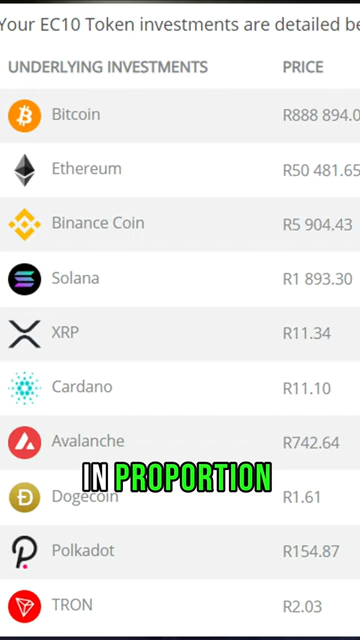 Your EC10 Token investments are detailed be
UNDERLYING INVESTMENTS PRICE
Bitcoin R888 894.0
Ethereum R50 481.65
Binance Coin R5 904.43
Solana R1 893.30
XRP R11.34
Cardano R11.10
Avalanche R742.64
IN PROPORTION
Dogecoin R1.61
Polkadot R154.87
TRON R2.03